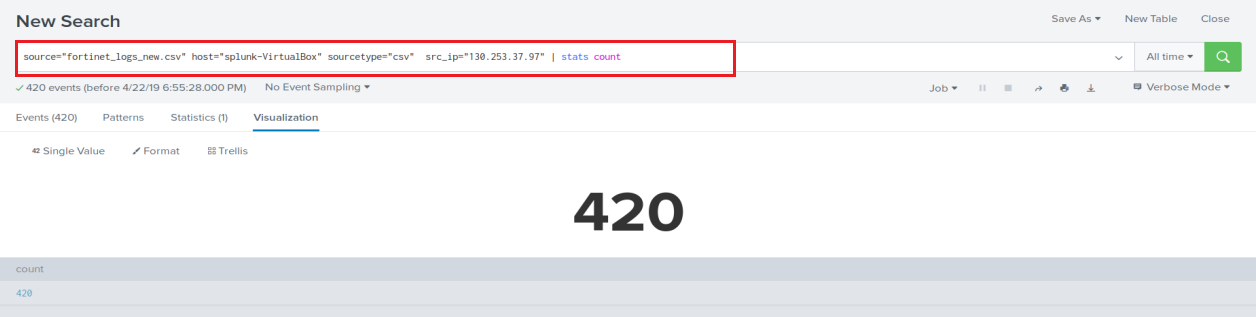 New Search
Save As New Table Close
source="fortinet_logs_new.csv" host="splunk-VirtualBox" sourcetype="csv"  src_ip="130.253.37.97" | stats count
All time
420 events (before 4/22/19 6:55:28.000 PM) No Event Sampling
Job
Verbose Mode
Events (420) Patterns Statistics (1) Visualization
42 Single Value Format Trellis
420
count
420